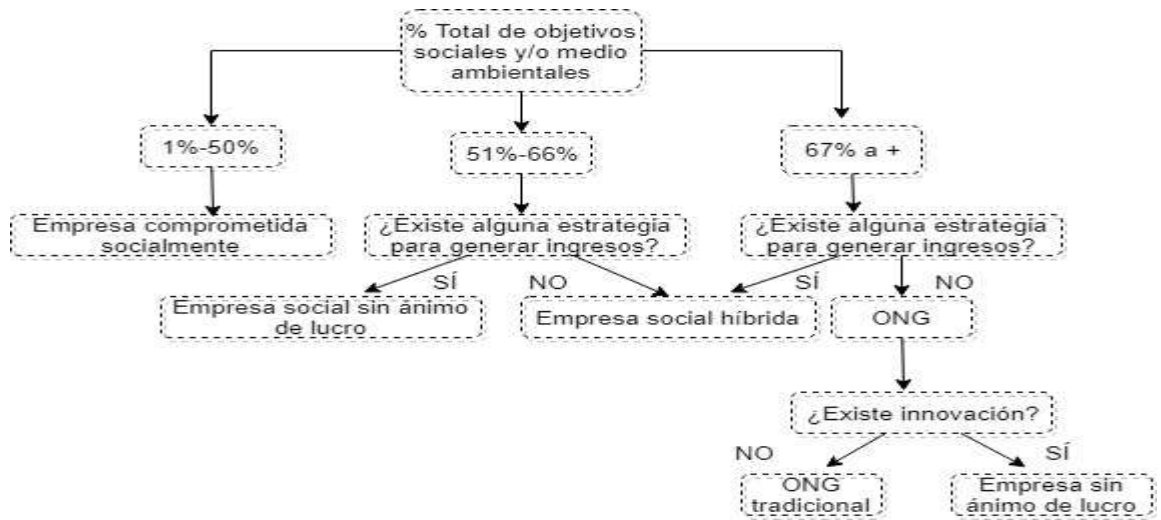 % Total de objetivos
sociales y/o medio
ambientales
1%-50%
51%-66%
67% a +
Empresa comprometida
socialmente
¿Existe alguna estrategia
para generar ingresos?
¿Existe alguna estrategia
para generar ingresos?
SÍ
NO
SÍ
NO
Empresa social sin ánimo
de lucro
Empresa social híbrida
ONG
¿Existe innovación?
NO
SÍ
ONG
tradicional
Empresa sin
ánimo de lucro